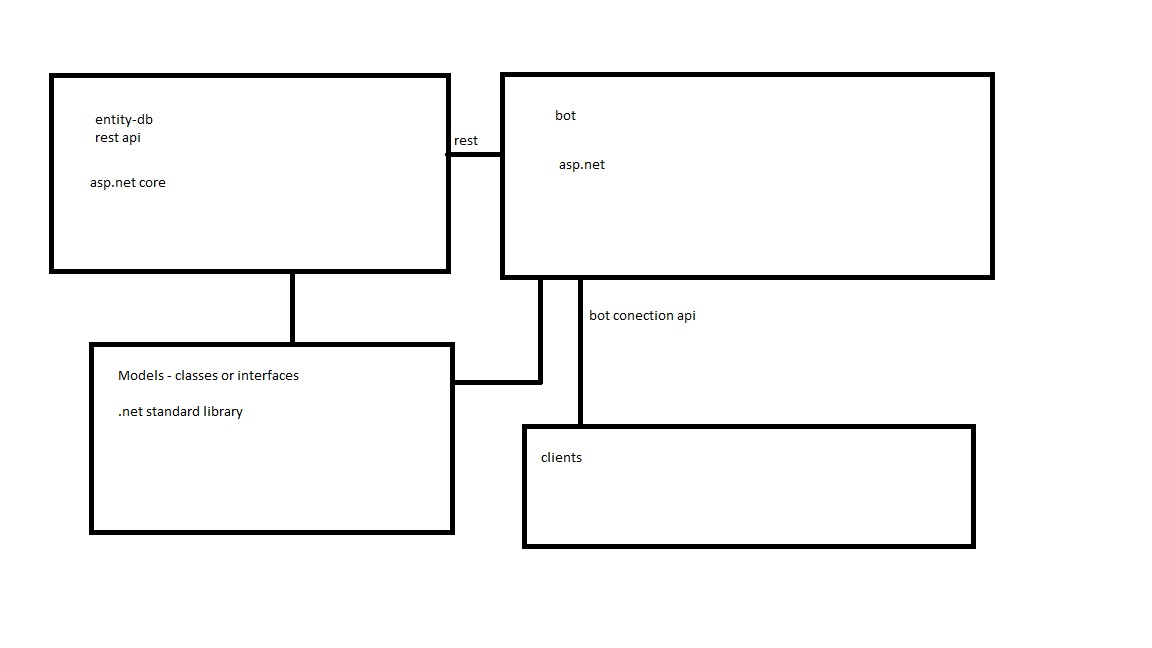 entity-db
rest api
asp.net core
rest
bot
asp.net
bot conection api
Models - classes or interfaces
.net standard library
clients